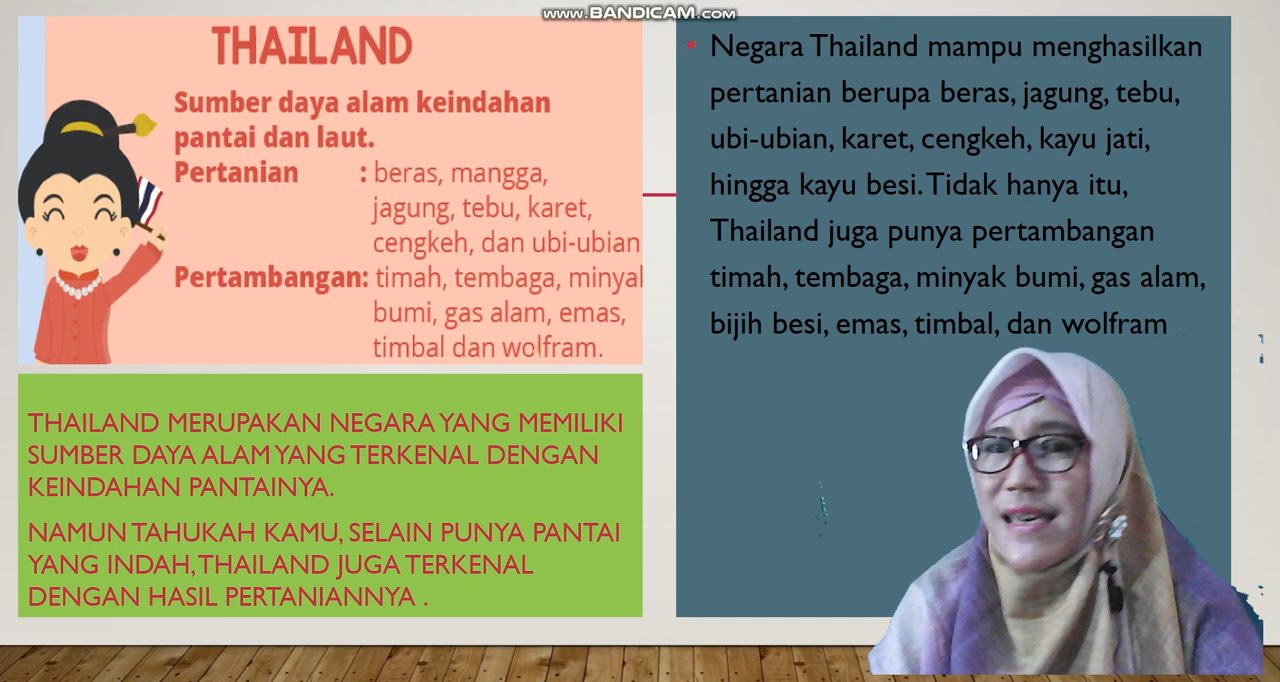 www.BANDICAM.com
THAILAND
Sumber daya alam keindahan
pantai dan laut.
Pertanian : beras, mangga,
jagung, tebu, karet,
cengkeh, dan ubi-ubian
Pertambangan: timah, tembaga, minyak
bumi, gas alam, emas,
timbal dan wolfram.
THAILAND MERUPAKAN NEGARA YANG MEMILIKI
SUMBER DAYA ALAM YANG TERKENAL DENGAN
KEINDAHAN PANTAINYA.
NAMUN TAHUKAH KAMU, SELAIN PUNYA PANTAI
YANG INDAH, THAILAND JUGA TERKENAL
DENGAN HASIL PERTANIANNYA .
• Negara Thailand mampu menghasilkan
pertanian berupa beras, jagung, tebu,
ubi-ubian, karet, cengkeh, kayu jati,
hingga kayu besi. Tidak hanya itu,
Thailand juga punya pertambangan
timah, tembaga, minyak bumi, gas alam,
bijih besi, emas, timbal, dan wolfram